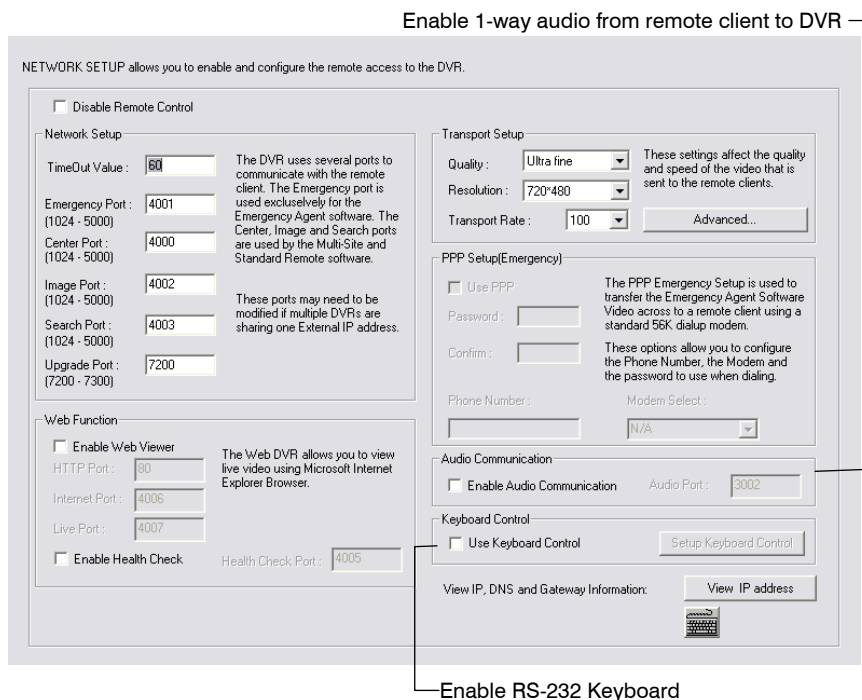 Enable 1-way audio from remote client to DVR
NETWORK SETUP allows you to enable and configure the remote access to the DVR.
Disable Remote Control
Network Setup
TimeOut Value : 60
Emergency Port : 4001
(1024 - 5000)
Center Port : 4000
(1024 - 5000)
Image Port : 4002
(1024 - 5000)
Search Port : 4003
(1024 - 5000)
Upgrade Port : 7200
(7200 - 7300)
The DVR uses several ports to
communicate with the remote
client. The Emergency port is
used excluselvely for the
Emergency Agent software. The
Center, Image and Search ports
are used by the Multi-Site and
Standard Remote software.
These ports may need to be
modified if multiple DVRs are
sharing one External IP address.
Web Function
Enable Web Viewer
HTTP Port : 80
Internet Port : 4006
Live Port : 4007
The Web DVR allows you to view
live video using Microsoft Internet
Explorer Browser.
Enable Health Check Health Check Port : 4005
Transport Setup
Quality : Ultra fine
Resolution : 720*480
Transport Rate : 100
These settings affect the quality
and speed of the video that is
sent to the remote clients.
Advanced...
PPP Setup(Emergency)
Use PPP
Password :
Confirm :
The PPP Emergency Setup is used to
transfer the Emergency Agent Software
Video across to a remote client using a
standard 56K dialup modem.
These options allow you to configure
the Phone Number, the Modem and
the password to use when dialing.
Phone Number : Modem Select :
N/A
Audio Communication
Enable Audio Communication Audio Port : 3002
Keyboard Control
Use Keyboard Control Setup Keyboard Control
View IP, DNS and Gateway Information: View IP address
Enable RS-232 Keyboard